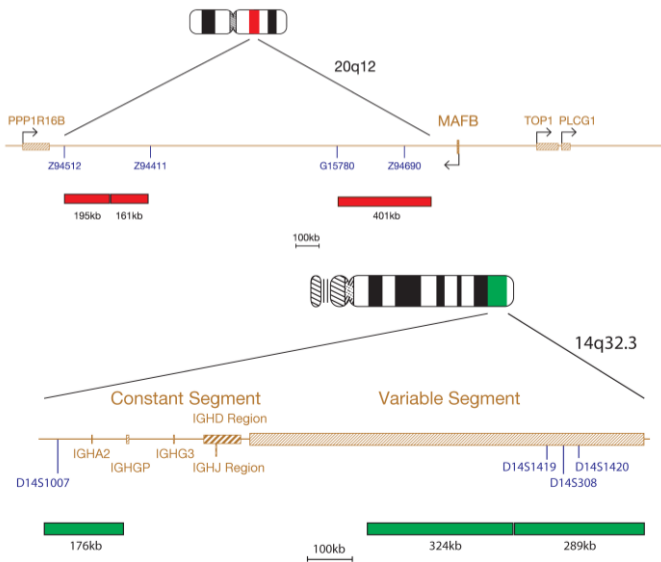 20q12
PPP1R16B
MAFB
TOP1 PLCG1
Z94512
Z94411
G15780
Z94690
195kb
161kb
401kb
100kb
14q32.3
Constant Segment
Variable Segment
IGHD Region
IGHA2
IGHG3
IGHGP
IGHJ Region
D14S1007
D14S1419
D14S1420
D14S308
176kb
100kb
324kb
289kb